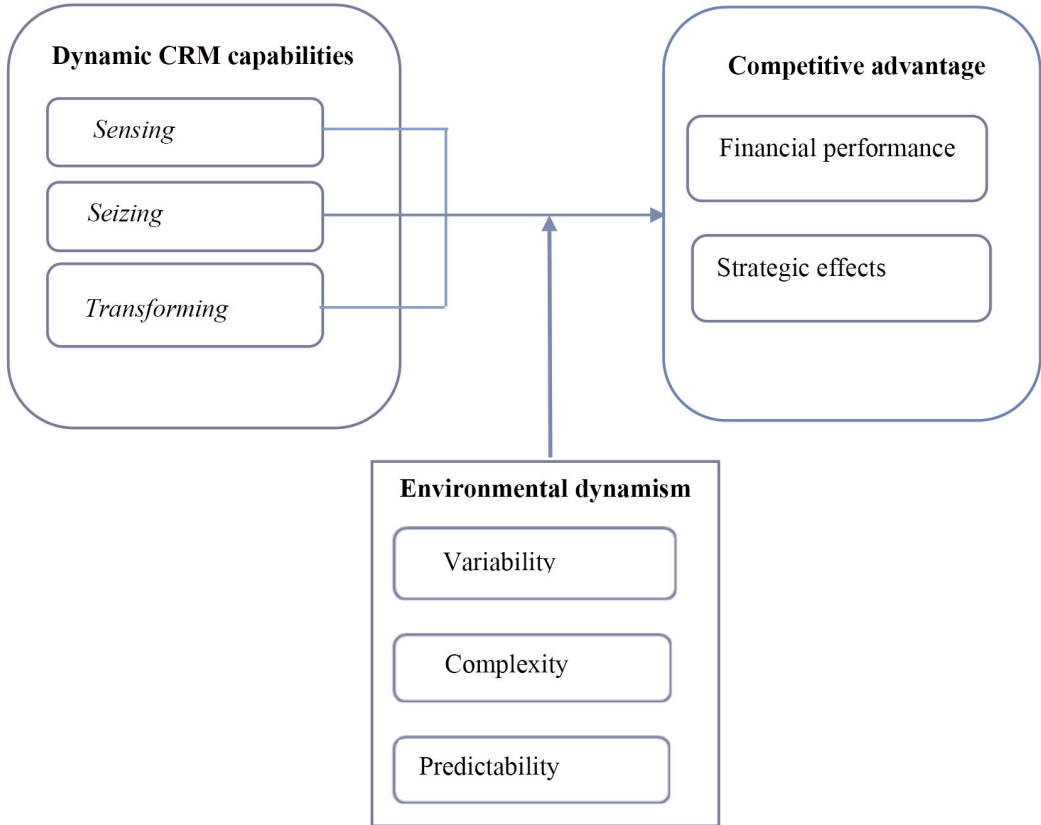 Dynamic CRM capabilities
Sensing
Seizing
Transforming
Competitive advantage
Financial performance
Strategic effects
Environmental dynamism
Variability
Complexity
Predictability